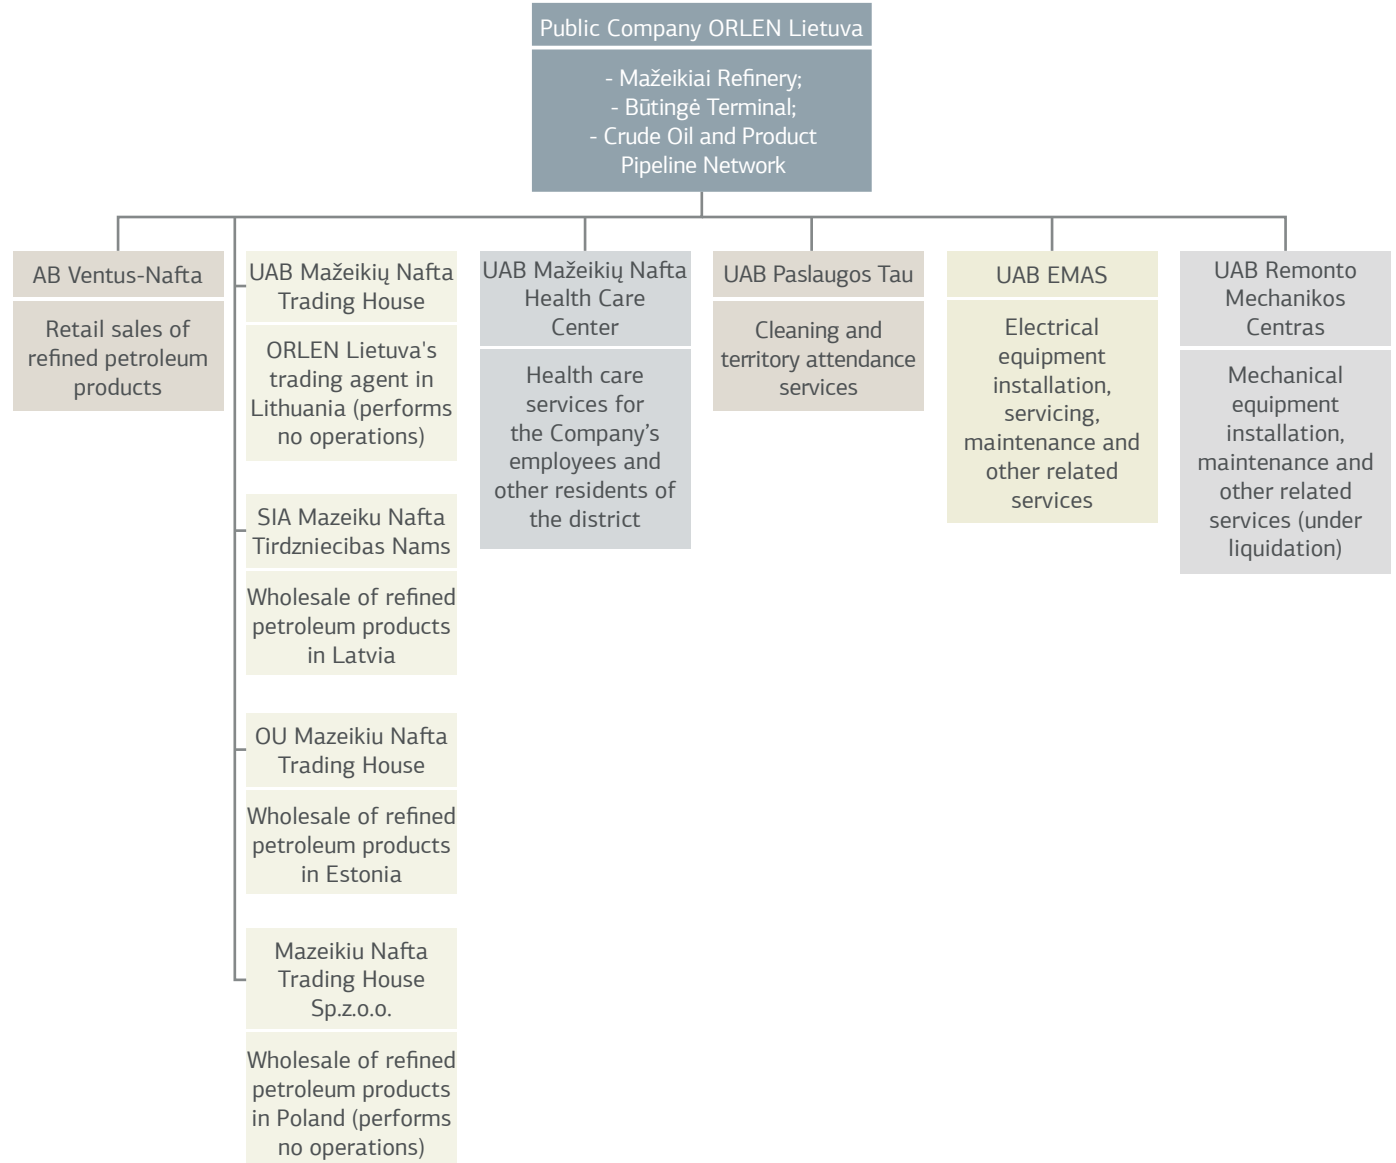 Public Company ORLEN Lietuva
- Mažeikiai Refinery;
- Būtingė Terminal;
- Crude Oil and Product
Pipeline Network
AB Ventus-Nafta
Retail sales of
refined petroleum
products
UAB Mažeikių Nafta
Trading House
ORLEN Lietuva's
trading agent in
Lithuania (performs
no operations)
SIA Mazeiku Nafta
Tirdzniecibas Nams
Wholesale of refined
petroleum products
in Latvia
OU Mazeikiu Nafta
Trading House
Wholesale of refined
petroleum products
in Estonia
Mazeikiu Nafta
Trading House
Sp.z.o.o.
Wholesale of refined
petroleum products
in Poland (performs
no operations)
UAB Mažeikių Nafta
Health Care
Center
Health care
services for
the Company’s
employees and
other residents of
the district
UAB Paslaugos Tau
Cleaning and
territory attendance
services
UAB EMAS
Electrical
equipment
installation,
servicing,
maintenance and
other related
services
UAB Remonto
Mechanikos
Centras
Mechanical
equipment
installation,
maintenance and
other related
services (under
liquidation)